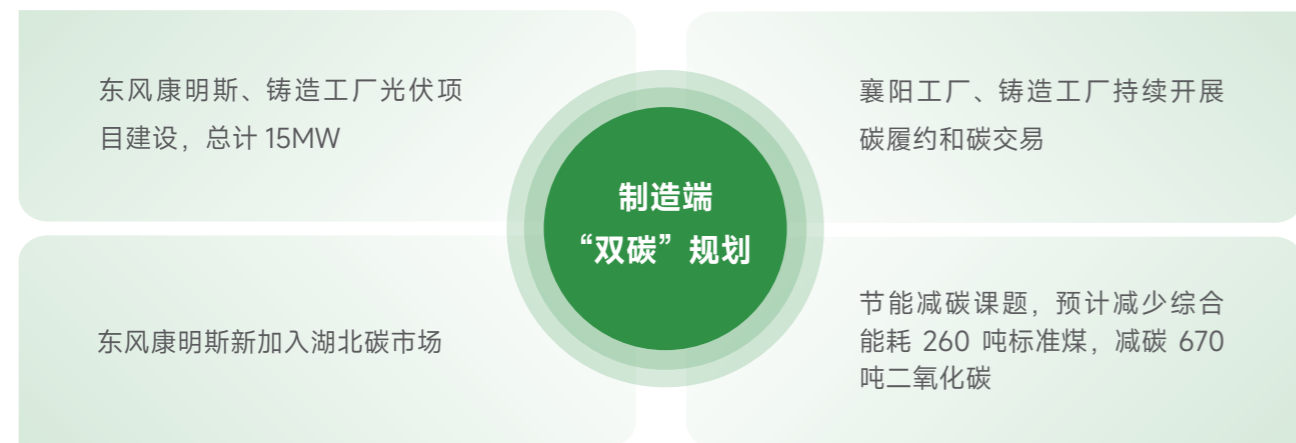 东风康明斯、铸造工厂光伏项
目建设，总计 15MW
襄阳工厂、铸造工厂持续开展
碳履约和碳交易
制造端
“双碳”规划
东风康明斯新加入湖北碳市场
节能减碳课题，预计减少综合
能耗 260 吨标准煤，减碳 670
吨二氧化碳